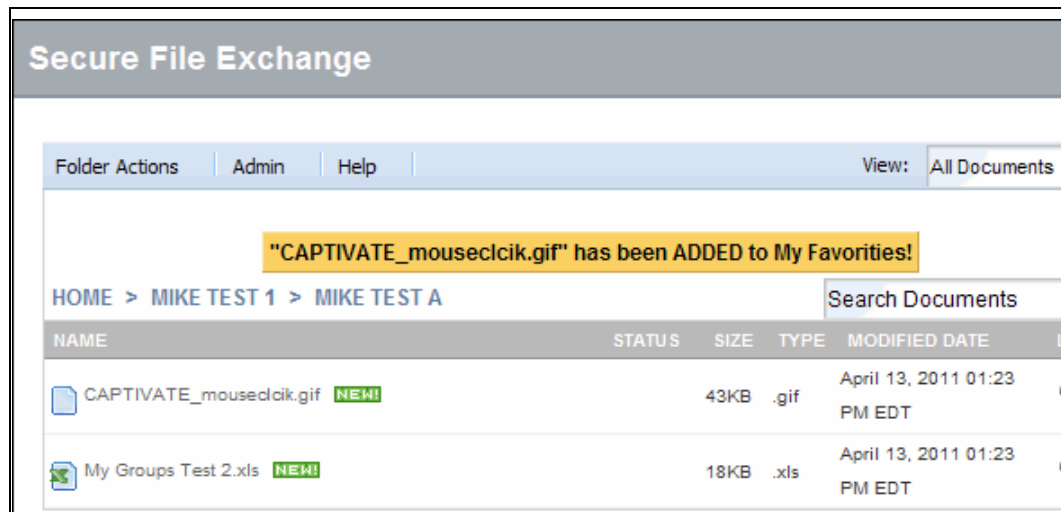 Secure File Exchange
Folder Actions Admin Help View: All Documents
"CAPTIVATE_mouseclcik.gif" has been ADDED to My Favorities!
HOME > MIKE TEST 1 > MIKE TEST A Search Documents
NAME STATUS SIZE TYPE MODIFIED DATE
CAPTIVATE_mouseclcik.gif NEW! 43KB .gif April 13, 2011 01:23
PM EDT
My Groups Test 2.xls NEW! 18KB .xls April 13, 2011 01:23
PM EDT